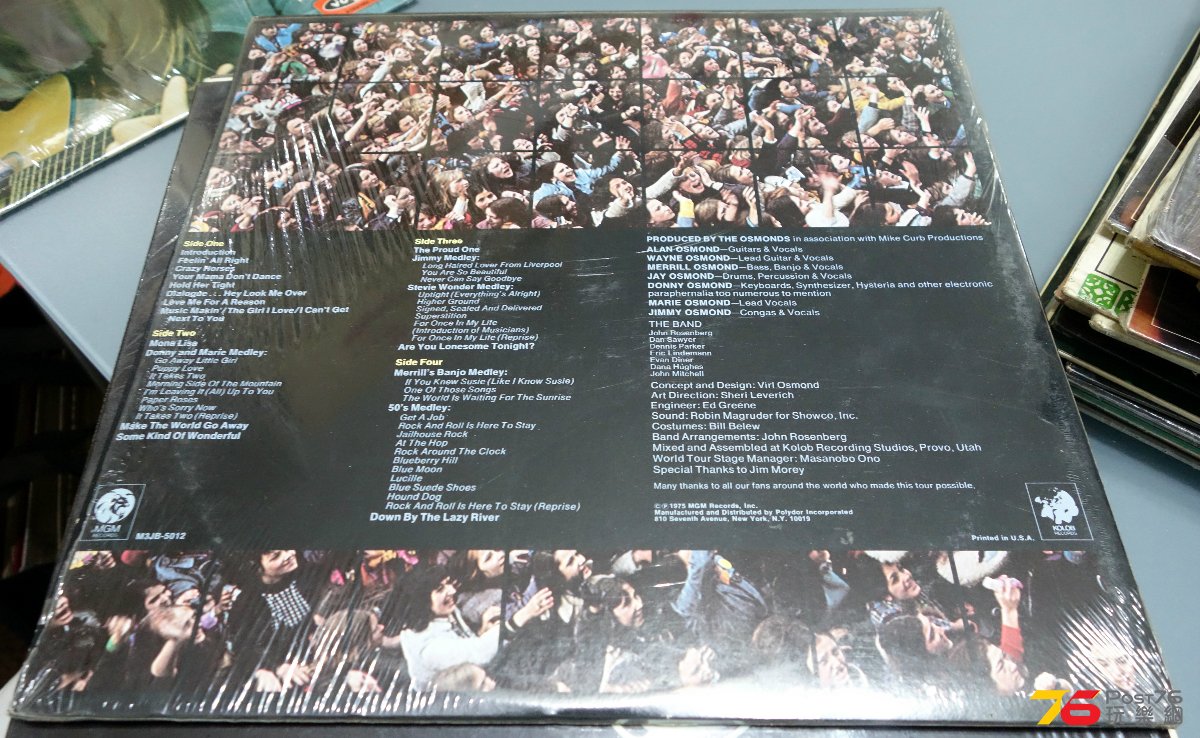 Side One
Introduction
Feelin' All Right
Crazy Horses
Your Mama Don't Dance
Hold Her Tight
Dialogue... Hey Look Me Over
Love Me For A Reason
Music Makin'/The Girl I Love/I Can't Get
Next To You
Side Two
Mona Lisa
Donny and Marie Medley:
Go Away Little Girl
Puppy Love
It Takes Two
Morning Side Of The Mountain
I'm Leaving It (All) Up To You
Paper Roses
Who's Sorry Now
It Takes Two (Reprise)
Make The World Go Away
Some Kind Of Wonderful
MGM
RECORDS
M3JB-5012
Side Three
The Proud One
Jimmy Medley:
Long Haired Lover From Liverpool
You Are So Beautiful
Never Can Say Goodbye
Stevie Wonder Medley:
Uptight (Everything's Alright)
Higher Ground
Signed, Sealed And Delivered
Superstition
For Once In My Life
(Introduction of Musicians)
For Once In My Life (Reprise)
Are You Lonesome Tonight?
Side Four
Merrill's Banjo Medley:
If You Knew Susie (Like I Know Susie)
One Of Those Songs
The World Is Waiting For The Sunrise
50's Medley:
Get A Job
Rock And Roll Is Here To Stay
Jailhouse Rock
At The Hop
Rock Around The Clock
Blueberry Hill
Blue Moon
Lucille
Blue Suede Shoes
Hound Dog
Rock And Roll Is Here To Stay (Reprise)
Down By The Lazy River
PRODUCED BY THE OSMONDS in association with Mike Curb Productions
ALAN OSMOND—Guitars & Vocals
WAYNE OSMOND—Lead Guitar & Vocals
MERRILL OSMOND—Bass, Banjo & Vocals
JAY OSMOND—Drums, Percussion & Vocals
DONNY OSMOND—Keyboards, Synthesizer, Hysteria and other electronic
paraphernalia too numerous to mention
MARIE OSMOND—Lead Vocals
JIMMY OSMOND—Congas & Vocals
THE BAND
John Rosenberg
Dan Sawyer
Dennis Parker
Eric Lindemann
Evan Diner
Dana Hughes
John Mitchell
Concept and Design: Virl Osmond
Art Direction: Sheri Leverich
Engineer: Ed Greene
Sound: Robin Magruder for Showco, Inc.
Costumes: Bill Belew
Band Arrangements: John Rosenberg
Mixed and Assembled at Kolob Recording Studios, Provo, Utah
World Tour Stage Manager: Masanobo Ono
Special Thanks to Jim Morey
Many thanks to all our fans around the world who made this tour possible.
© ℗ 1975 MGM Records, Inc.
Manufactured and Distributed by Polydor Incorporated
810 Seventh Avenue, New York, N.Y. 10019
Printed in U.S.A.
KOLOB
RECORDS
76 Post76
玩樂網